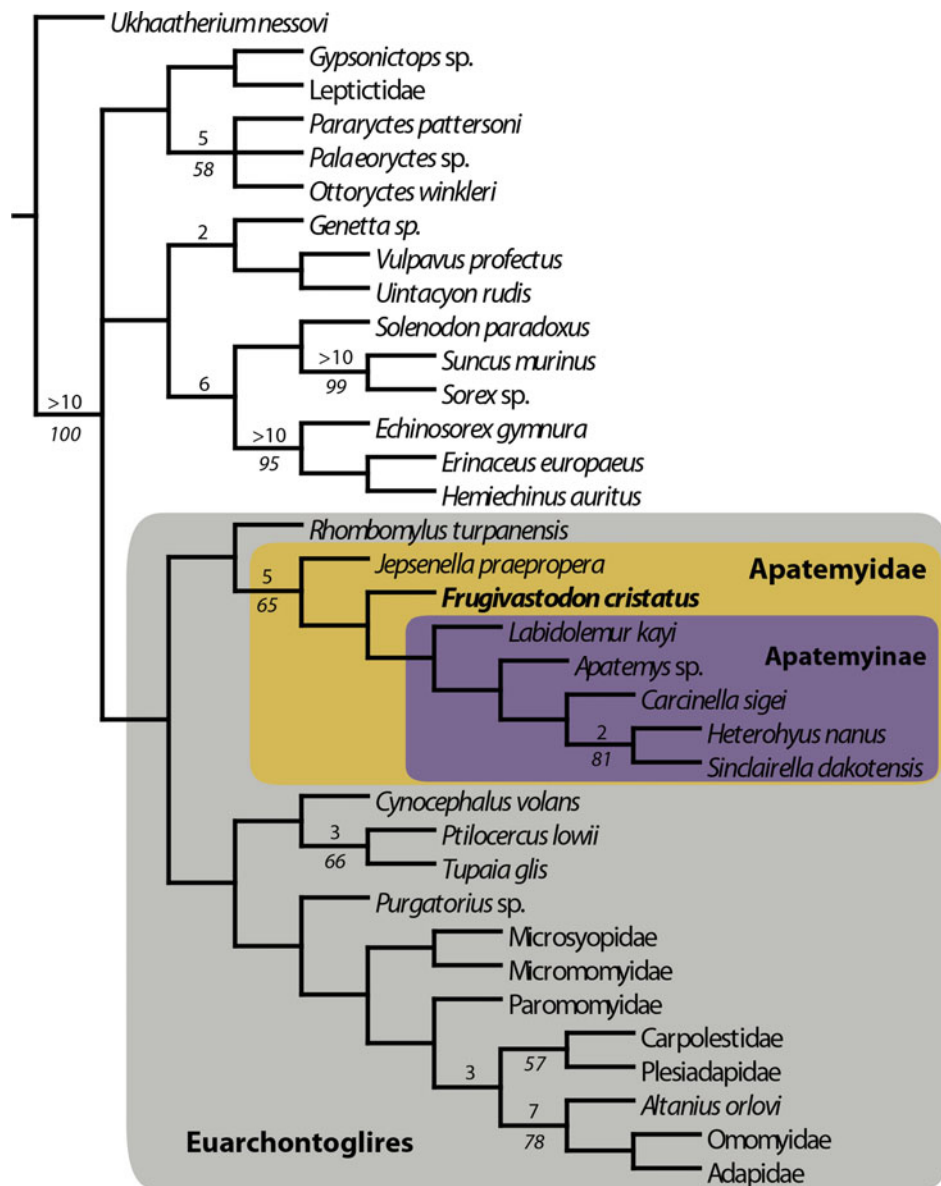 Ukhaatherium nessovi
Gypsonictops sp.
Leptictidae
Pararyctes pattersoni
5
Palaeoryctes sp.
58
Ottoryctes winkleri
Genetta sp.
2
Vulpavus profectus
Uintacyon rudis
Solenodon paradoxus
>10
Suncus murinus
6
99
Sorex sp.
>10
100
Echinosorex gymnura
>10
95
Erinaceus europaeus
Hemiechinus auritus
Rhombomylus turpanensis
Jepsenella praepropera
Apatemyidae
5
65
Frugivastodon cristatus
Labidolemur kayi
Apatemyinae
Apatemys sp.
Carcinella sigei
2
Heterohyus nanus
81
Sinclairella dakotensis
Cynocephalus volans
3
Ptilocercus lowii
66
Tupaia glis
Purgatorius sp.
Microsyopidae
Micromomyidae
Paromomyidae
Carpolestidae
57
3
Plesiadapidae
7
Altanius orlovi
78
Omomyidae
Euarchontoglires
Adapidae